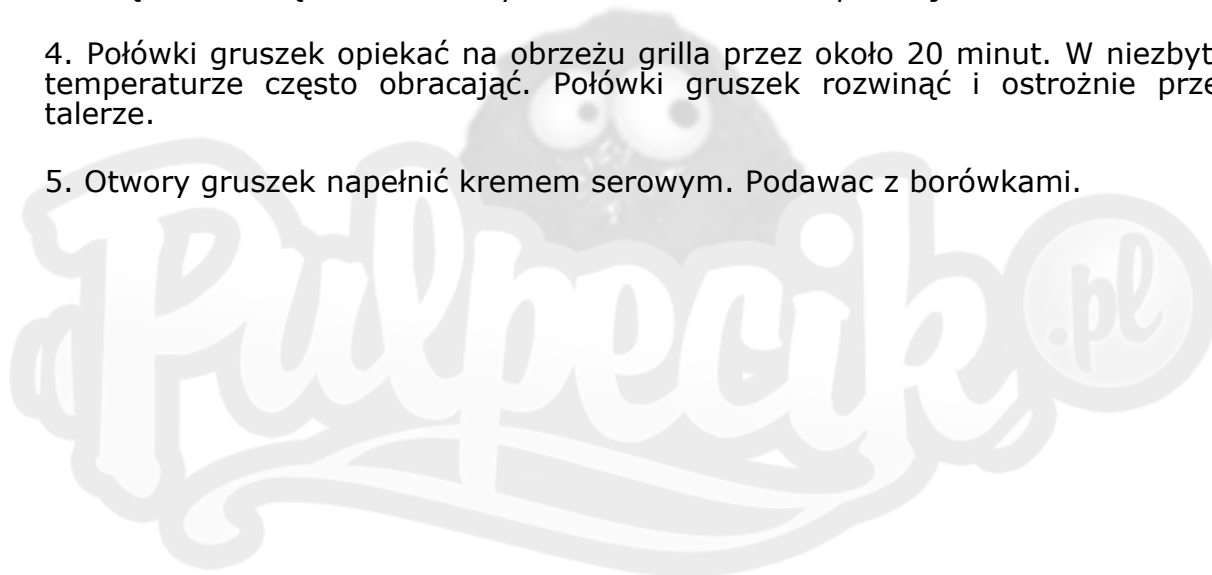 4. Połówki gruszek opiekać na obrzeżu grilla przez około 20 minut. W niezbyt
temperaturze często obracająć. Połówki gruszek rozwinąć i ostrożnie prze
talerze.
5. Otwory gruszek napełnić kremem serowym. Podawac z borówkami.
Pulpecik.pl